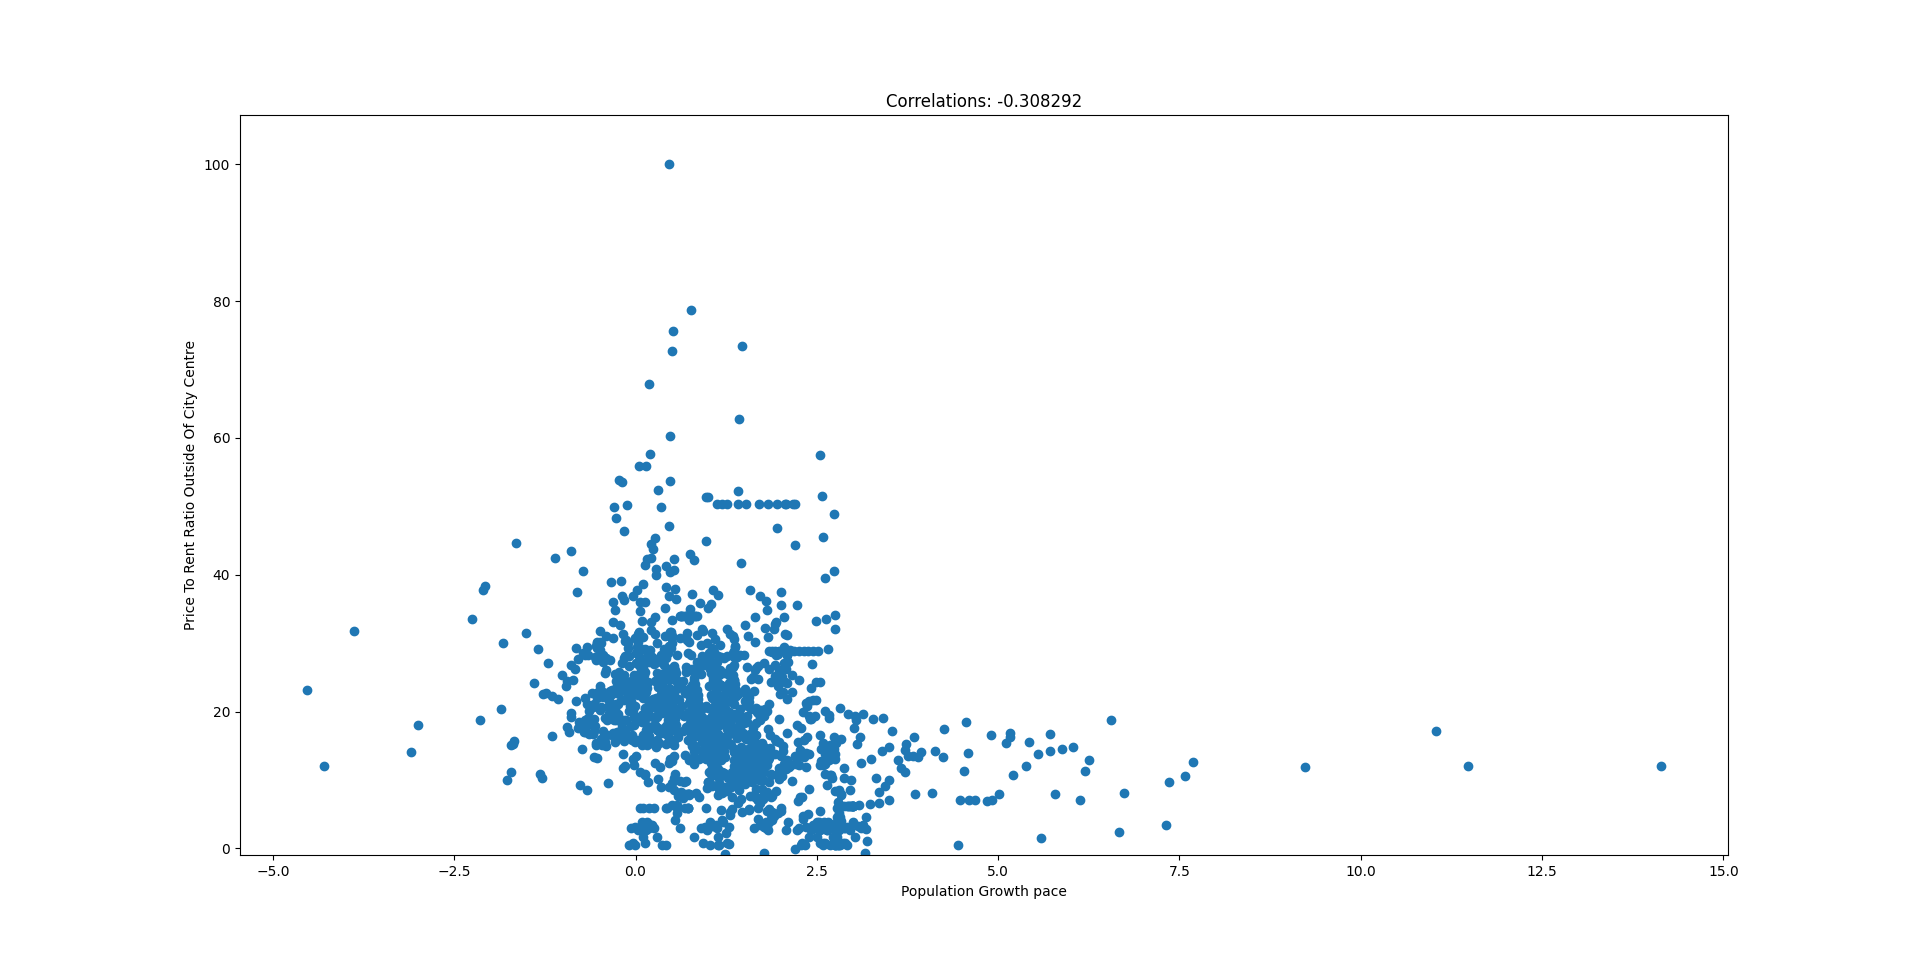 Correlations: -0.308292
100
80
60
40
20
0
Price To Rent Ratio Outside Of City Centre
−5.0 −2.5 0.0 2.5 5.0 7.5 10.0 12.5 15.0
Population Growth pace